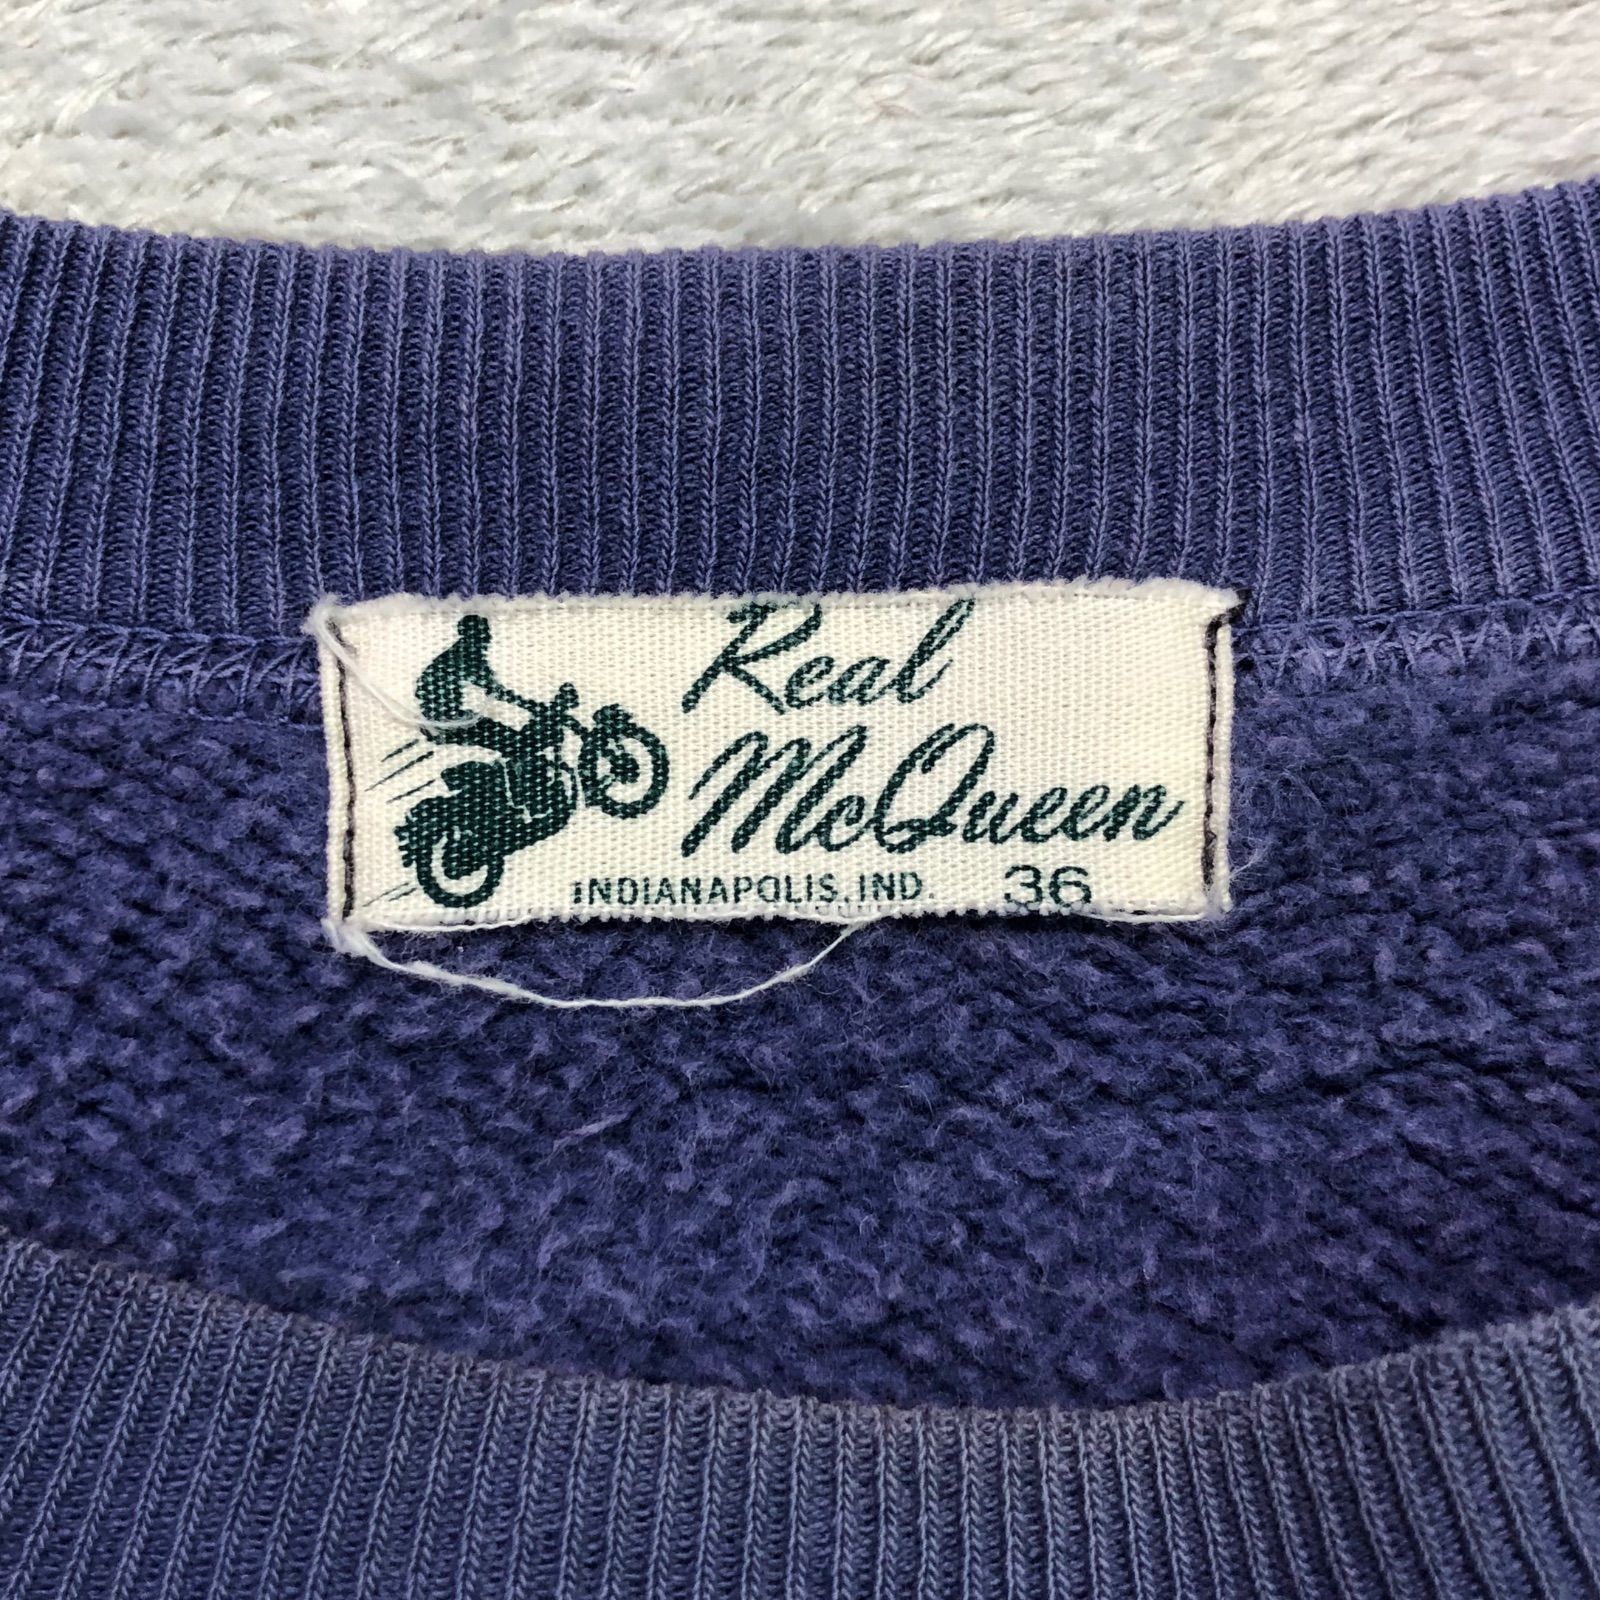 Real
McQueen
INDIANAPOLIS, IND. 36